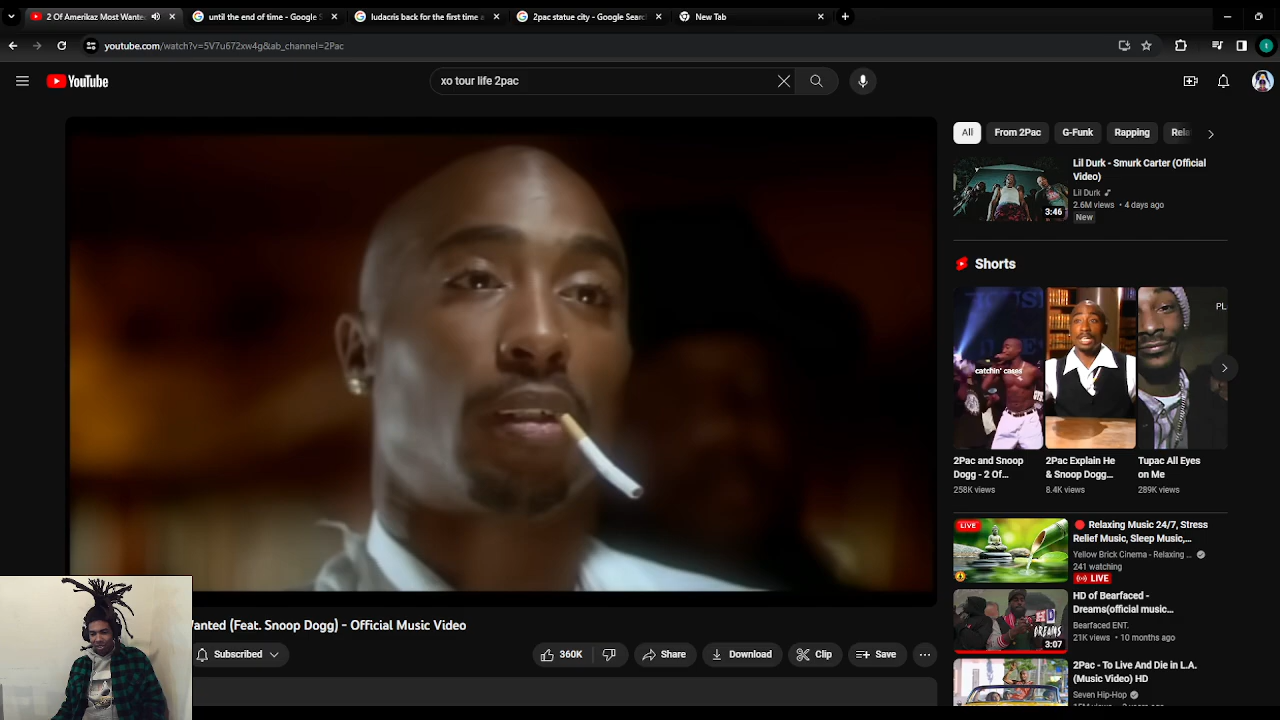 2 Of Amerikaz Most Wante
until the end of time - Google S
ludacris back for the first time a
2pac statue city - Google Searc
New Tab
youtube.com/watch?v=5V7u672xw4g&ab_channel=2Pac
t
YouTube
xo tour life 2pac
All
From 2Pac
G-Funk
Rapping
Rela
Lil Durk - Smurk Carter (Official
Video)
Lil Durk
2.6M views • 4 days ago
New
3:46
Shorts
catchin' cases
PL
2Pac and Snoop
Dogg - 2 Of...
258K views
2Pac Explain He
& Snoop Dogg...
8.4K views
Tupac All Eyes
on Me
289K views
LIVE
Relaxing Music 24/7, Stress
Relief Music, Sleep Music,...
Yellow Brick Cinema - Relaxing ...
241 watching
LIVE
HD of Bearfaced -
Dreams(official music...
Bearfaced ENT.
21K views • 10 months ago
HD
DREAMS
3:07
2Pac - To Live And Die in L.A.
(Music Video) HD
Seven Hip-Hop
Wanted (Feat. Snoop Dogg) - Official Music Video
Subscribed
360K
Share
Download
Clip
Save